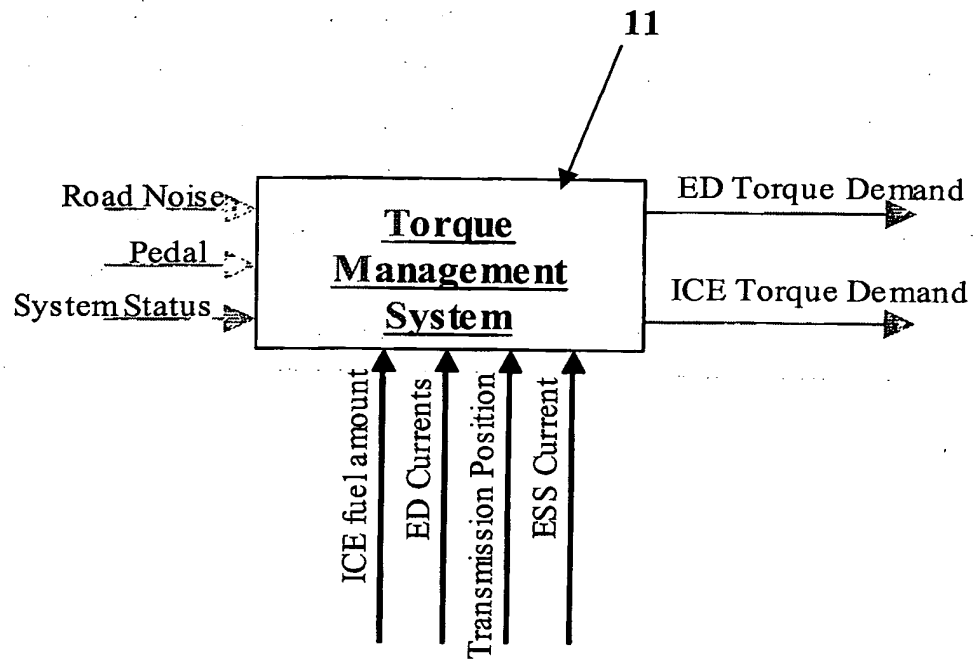 11
Road Noise
Pedal
System Status
Torque
Management
System
ED Torque Demand
ICE Torque Demand
ICE fuel amount
ED Currents
Transmission Position
ESS Current